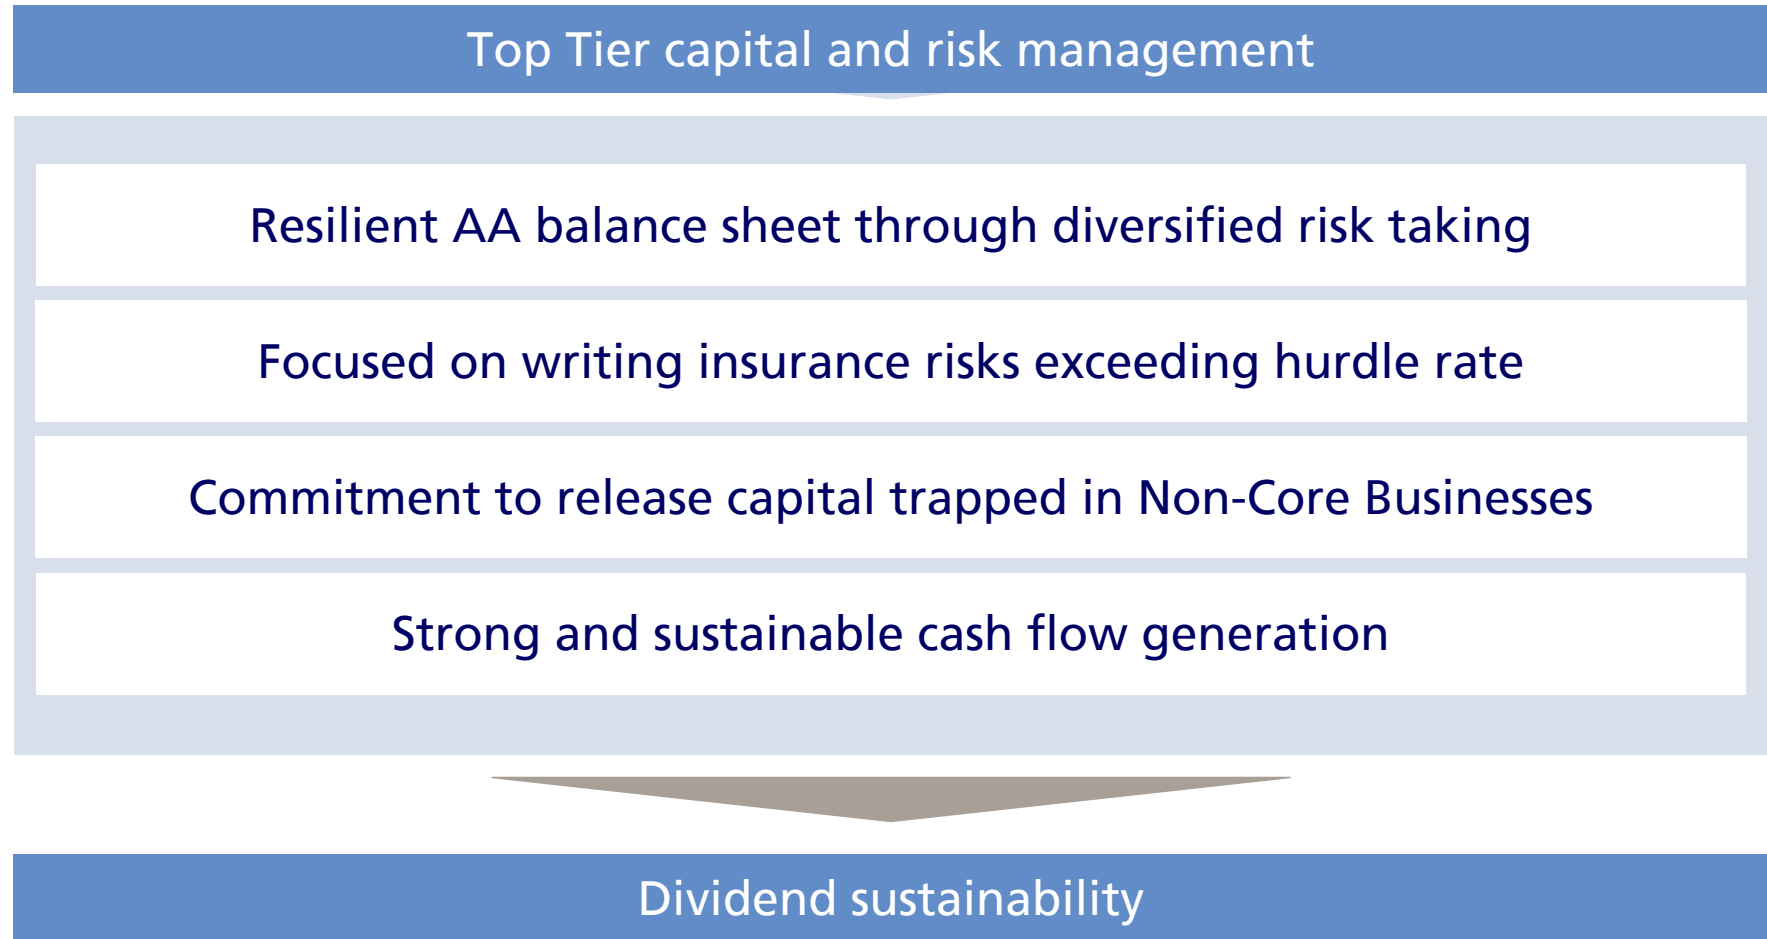 Top Tier capital and risk management
Resilient AA balance sheet through diversified risk taking
Focused on writing insurance risks exceeding hurdle rate
Commitment to release capital trapped in Non-Core Businesses
Strong and sustainable cash flow generation
Dividend sustainability